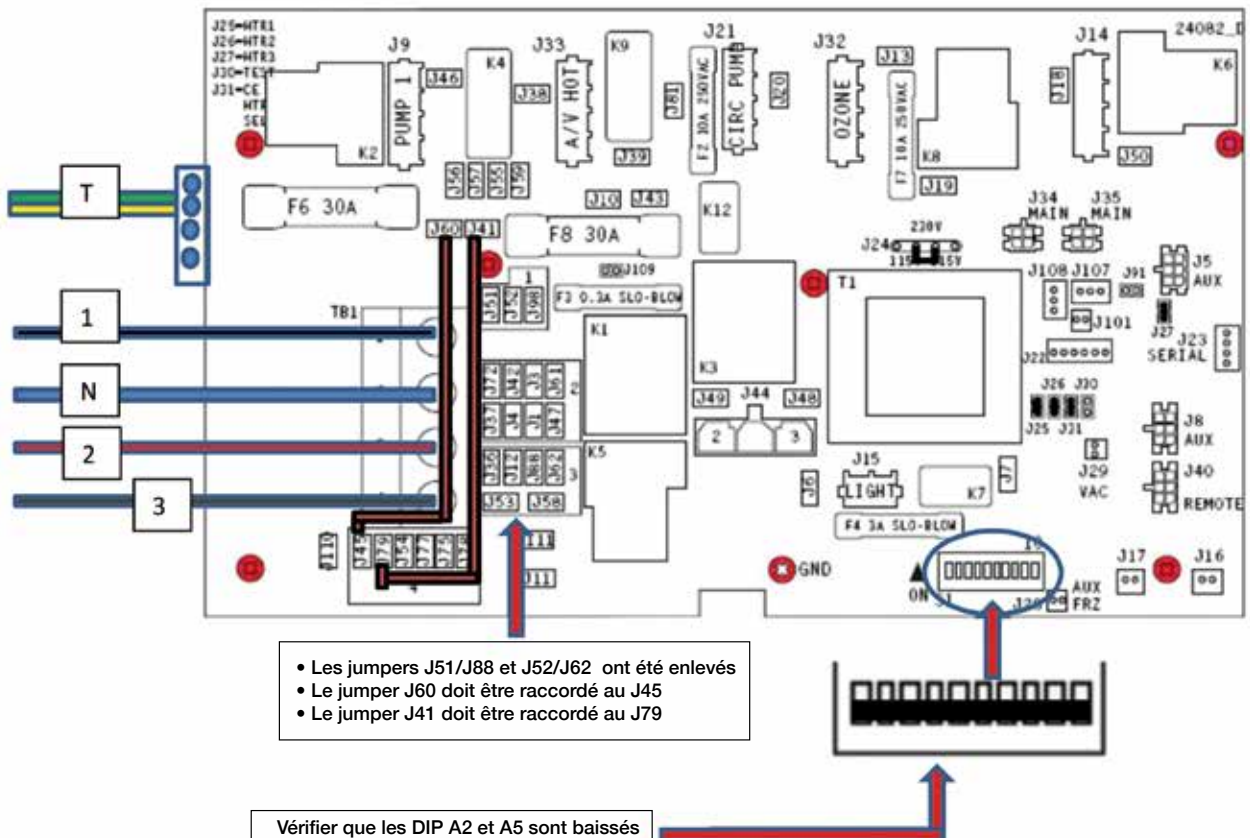 J25-HTR1
J26-HTR2
J27-HTR3
J30-TEST
J31-CE
HTR
SEL
J9
PUMP 1
K2
J46
K4
J38
J33
A/V HOT
K9
J39
J81
J21
F2 30A 250VAC
CIRC PUMP
J20
J32
OZONE
J13
F7 10A 250VAC
K8
J19
J14
J18
24082_D
K6
J50
J56
J57
J55
J59
T
F6 30A
J60
J41
J10
J43
F8 30A
K12
J34
MAIN
J35
MAIN
230V
J24
J109
J5
AUX
J108
J107
J91
T1
1
J51
J52
J98
F3 0.3A SLO-BLOW
TB1
J101
J27
J23
SERIAL
J22
1
N
2
3
K1
K3
J72
J42
J3
J61
2
J37
J4
J1
J47
J49
J44
J48
2
3
J26
J30
J25
J31
J8
AUX
J12
J88
J62
3
K5
J53
J58
J6
J15
LIGHT
K7
J7
J29
VAC
J40
REMOTE
F4 3A SLO-BLOW
J110
J45
J79
J54
J77
J75
J11
GND
ON
AUX
FRZ
J17
J16
• Les jumpers J51/J88 et J52/J62 ont été enlevés
• Le jumper J60 doit être raccordé au J45
• Le jumper J41 doit être raccordé au J79
Vérifier que les DIP A2 et A5 sont baissés